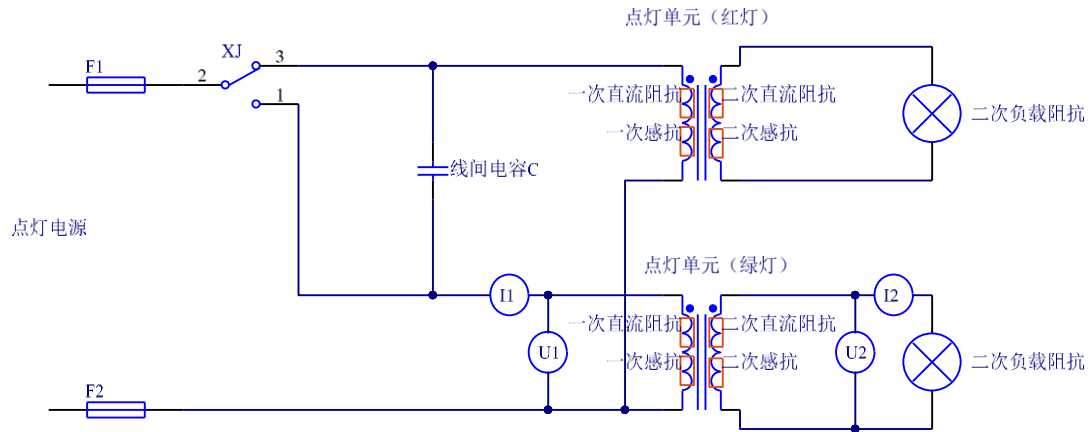 点灯单元（红灯）
XJ
3
F1
2
一次直流阻抗
二次直流阻抗
1
二次负载阻抗
一次感抗
二次感抗
线间电容C
点灯电源
点灯单元（绿灯）
I1
I2
一次直流阻抗
二次直流阻抗
U1
U2
一次感抗
二次感抗
二次负载阻抗
F2